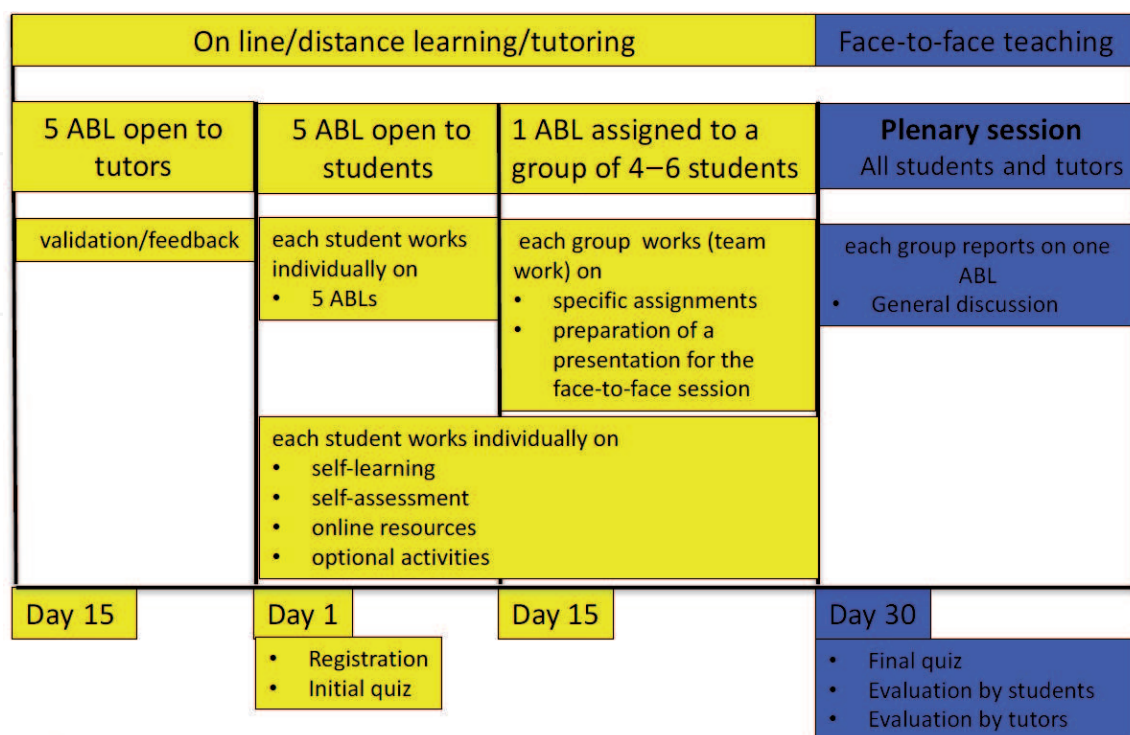 On line/distance learning/tutoring
Face-to-face teaching
5 ABL open to
tutors
5 ABL open to
students
1 ABL assigned to a
group of 4–6 students
Plenary session
All students and tutors
validation/feedback
each student works
individually on
• 5 ABLs
each group works (team
work) on
• specific assignments
• preparation of a
presentation for the
face-to-face session
each group reports on one
ABL
• General discussion
each student works individually on
• self-learning
• self-assessment
• online resources
• optional activities
Day 15
Day 1
Day 15
Day 30
• Registration
• Initial quiz
• Final quiz
• Evaluation by students
• Evaluation by tutors